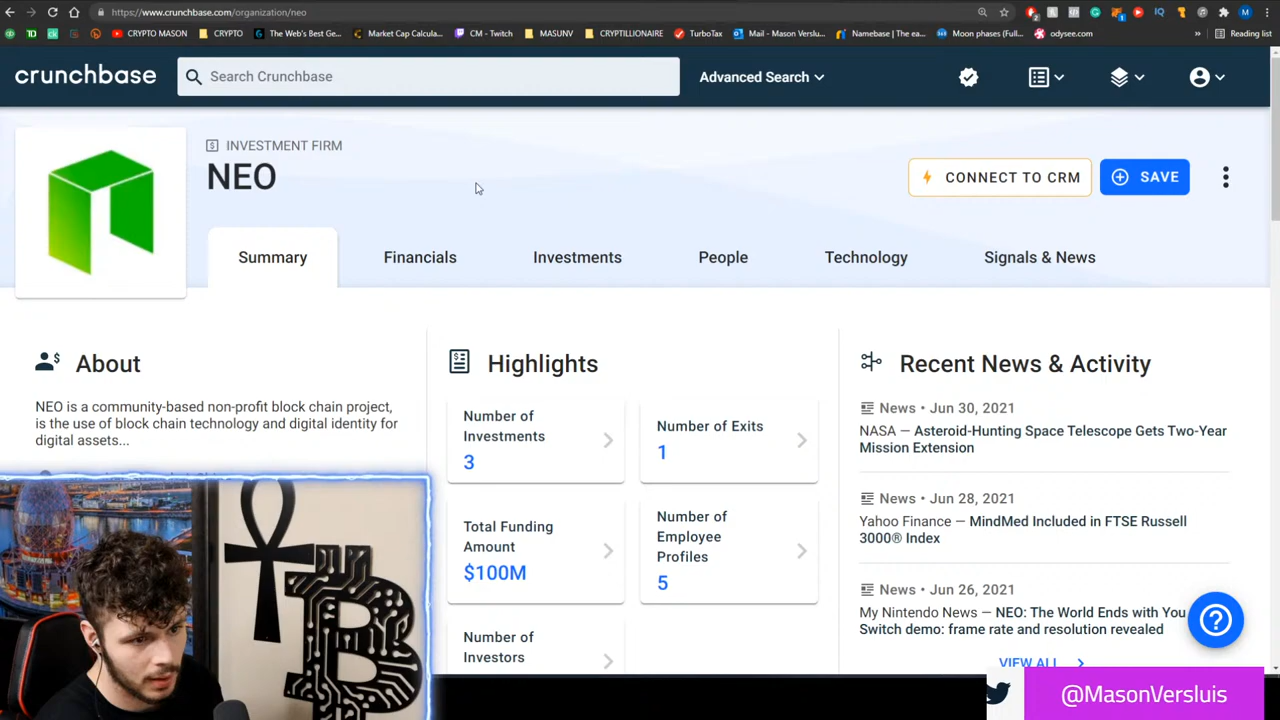 https://www.crunchbase.com/organization/neo
CRYPTO MASON
CRYPTO
The Web's Best Ge...
Market Cap Calcula...
CM - Twitch
MASUNV
CRYPTILLIONAIRE
TurboTax
Mail - Mason Verslu...
Namebase | The ea...
Moon phases (Full...
odysee.com
»
Reading list
crunchbase
Search Crunchbase
Advanced Search
INVESTMENT FIRM
NEO
CONNECT TO CRM
SAVE
Summary
Financials
Investments
People
Technology
Signals & News
About
NEO is a community-based non-profit block chain project,
is the use of block chain technology and digital identity for
digital assets...
Highlights
Number of
Investments
3
Number of Exits
1
Total Funding
Amount
$100M
Number of
Employee
Profiles
5
Number of
Investors
Recent News & Activity
News • Jun 30, 2021
NASA — Asteroid-Hunting Space Telescope Gets Two-Year
Mission Extension
News • Jun 28, 2021
Yahoo Finance — MindMed Included in FTSE Russell
3000® Index
News • Jun 26, 2021
My Nintendo News — NEO: The World Ends with You
Switch demo: frame rate and resolution revealed
VIEW ALL
@MasonVersluis